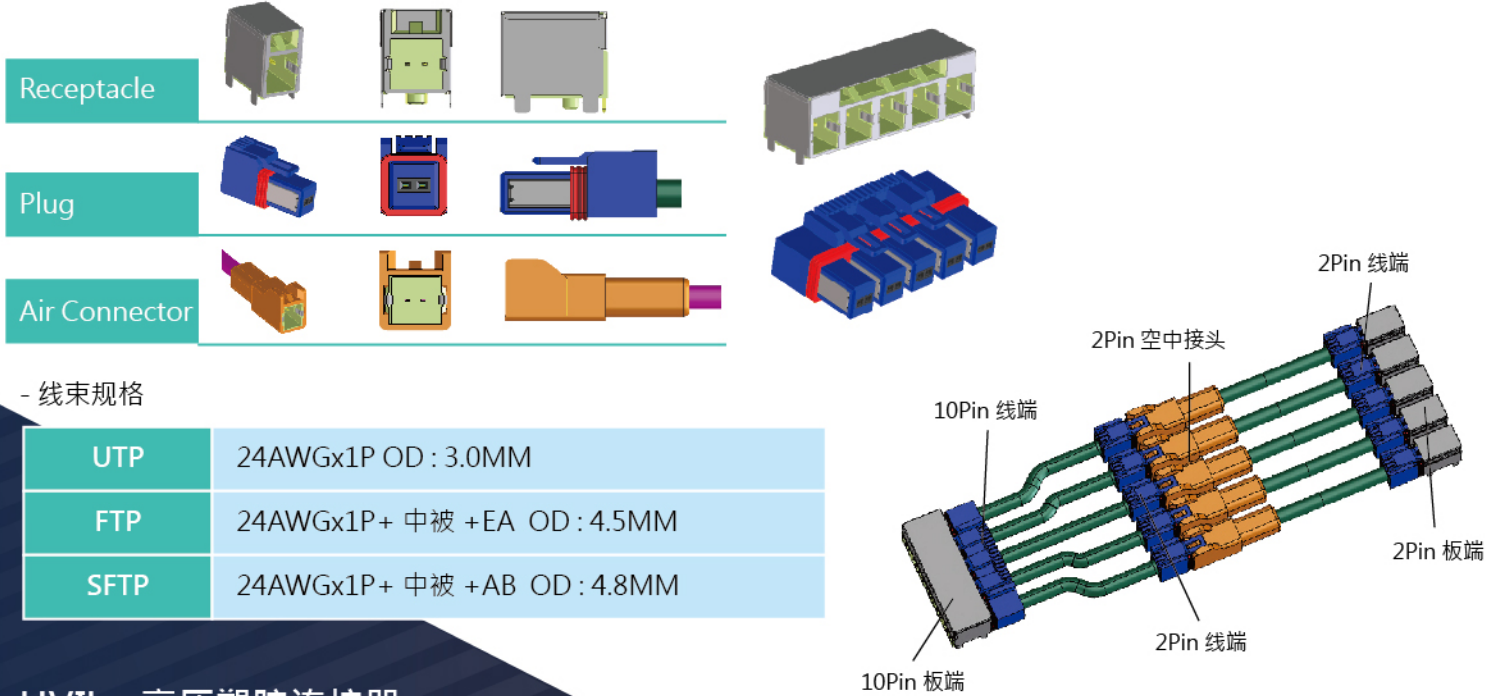 Receptacle
Plug
Air Connector
- 线束规格
UTP 24AWGx1P OD : 3.0MM
FTP 24AWGx1P+ 中被 +EA OD : 4.5MM
SFTP 24AWGx1P+ 中被 +AB OD : 4.8MM
2Pin 线端
2Pin 空中接头
10Pin 线端
2Pin 板端
2Pin 线端
10Pin 板端